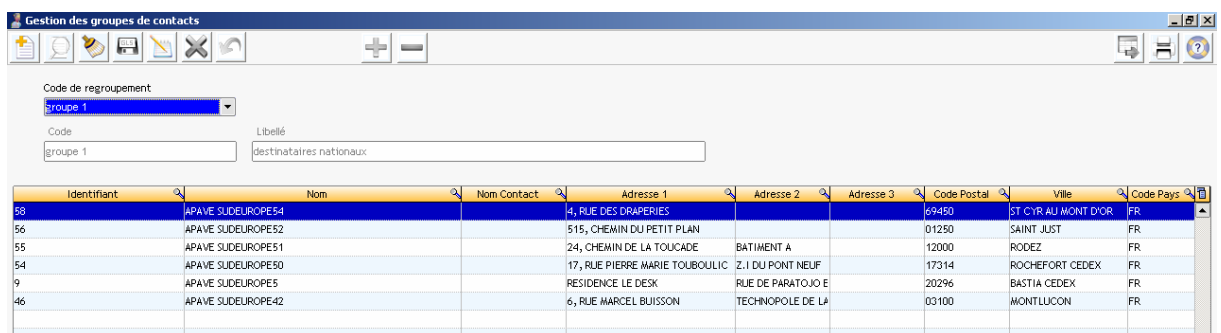 Gestion des groupes de contacts
GLS
Code de regroupement
groupe 1
Code Libellé
groupe 1 destinataires nationaux
Identifiant Nom Nom Contact Adresse 1 Adresse 2 Adresse 3 Code Postal Ville Code Pays
58 APAVE SUDEUROPE54 4, RUE DES DRAPERIES 69450 ST CYR AU MONT D'OR FR
56 APAVE SUDEUROPE52 515, CHEMIN DU PETIT PLAN 01250 SAINT JUST FR
55 APAVE SUDEUROPE51 24, CHEMIN DE LA TOUCADE BATIMENT A 12000 RODEZ FR
54 APAVE SUDEUROPE50 17, RUE PIERRE MARIE TOUBOULIC Z.I DU PONT NEUF 17314 ROCHEFORT CEDEX FR
9 APAVE SUDEUROPE5 RESIDENCE LE DESK RUE DE PARATOJO E 20296 BASTIA CEDEX FR
46 APAVE SUDEUROPE42 6, RUE MARCEL BUISSON TECHNOPOLE DE LA 03100 MONTLUCON FR